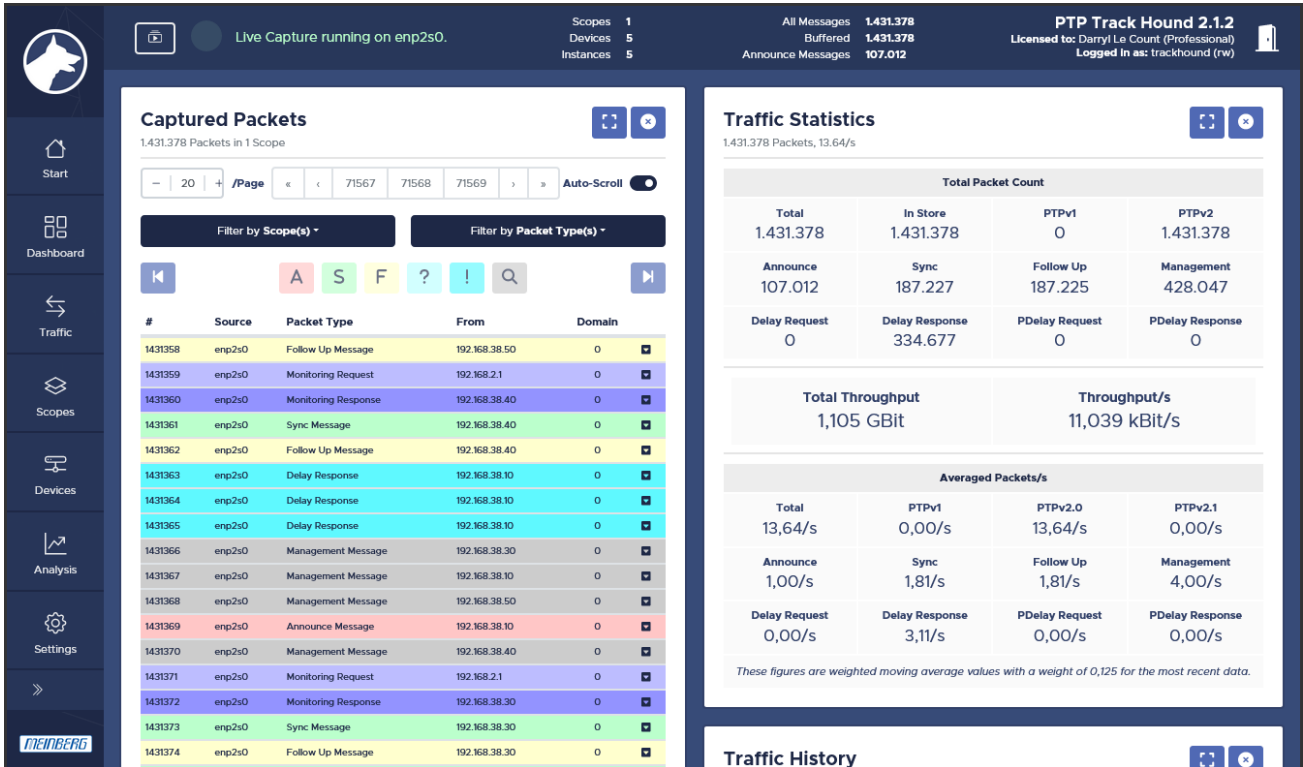 Live Capture running on enp2s0.
Scopes 1
Devices 5
Instances 5
All Messages 1.431.378
Buffered 1.431.378
Announce Messages 107.012
PTP Track Hound 2.1.2
Licensed to: Darryl Le Count (Professional)
Logged in as: trackhound (rw)
Start
Dashboard
Traffic
Scopes
Devices
Analysis
Settings
MEINBERG
Captured Packets
1.431.378 Packets in 1 Scope
− 20 + /Page « ‹ 71567 71568 71569 › » Auto-Scroll
Filter by Scope(s) Filter by Packet Type(s)
A S F ? !
# Source Packet Type From Domain
1431358 enp2s0 Follow Up Message 192.168.38.50 0
1431359 enp2s0 Monitoring Request 192.168.2.1 0
1431360 enp2s0 Monitoring Response 192.168.38.40 0
1431361 enp2s0 Sync Message 192.168.38.40 0
1431362 enp2s0 Follow Up Message 192.168.38.40 0
1431363 enp2s0 Delay Response 192.168.38.10 0
1431364 enp2s0 Delay Response 192.168.38.10 0
1431365 enp2s0 Delay Response 192.168.38.10 0
1431366 enp2s0 Management Message 192.168.38.30 0
1431367 enp2s0 Management Message 192.168.38.10 0
1431368 enp2s0 Management Message 192.168.38.50 0
1431369 enp2s0 Announce Message 192.168.38.10 0
1431370 enp2s0 Management Message 192.168.38.40 0
1431371 enp2s0 Monitoring Request 192.168.2.1 0
1431372 enp2s0 Monitoring Response 192.168.38.30 0
1431373 enp2s0 Sync Message 192.168.38.30 0
1431374 enp2s0 Follow Up Message 192.168.38.30 0
Traffic Statistics
1.431.378 Packets, 13.64/s
Total Packet Count
Total In Store PTPv1 PTPv2
1.431.378 1.431.378 0 1.431.378
Announce Sync Follow Up Management
107.012 187.227 187.225 428.047
Delay Request Delay Response PDelay Request PDelay Response
0 334.677 0 0
Total Throughput Throughput/s
1,105 GBit 11,039 kBit/s
Averaged Packets/s
Total PTPv1 PTPv2.0 PTPv2.1
13,64/s 0,00/s 13,64/s 0,00/s
Announce Sync Follow Up Management
1,00/s 1,81/s 1,81/s 4,00/s
Delay Request Delay Response PDelay Request PDelay Response
0,00/s 3,11/s 0,00/s 0,00/s
These figures are weighted moving average values with a weight of 0,125 for the most recent data.
Traffic History